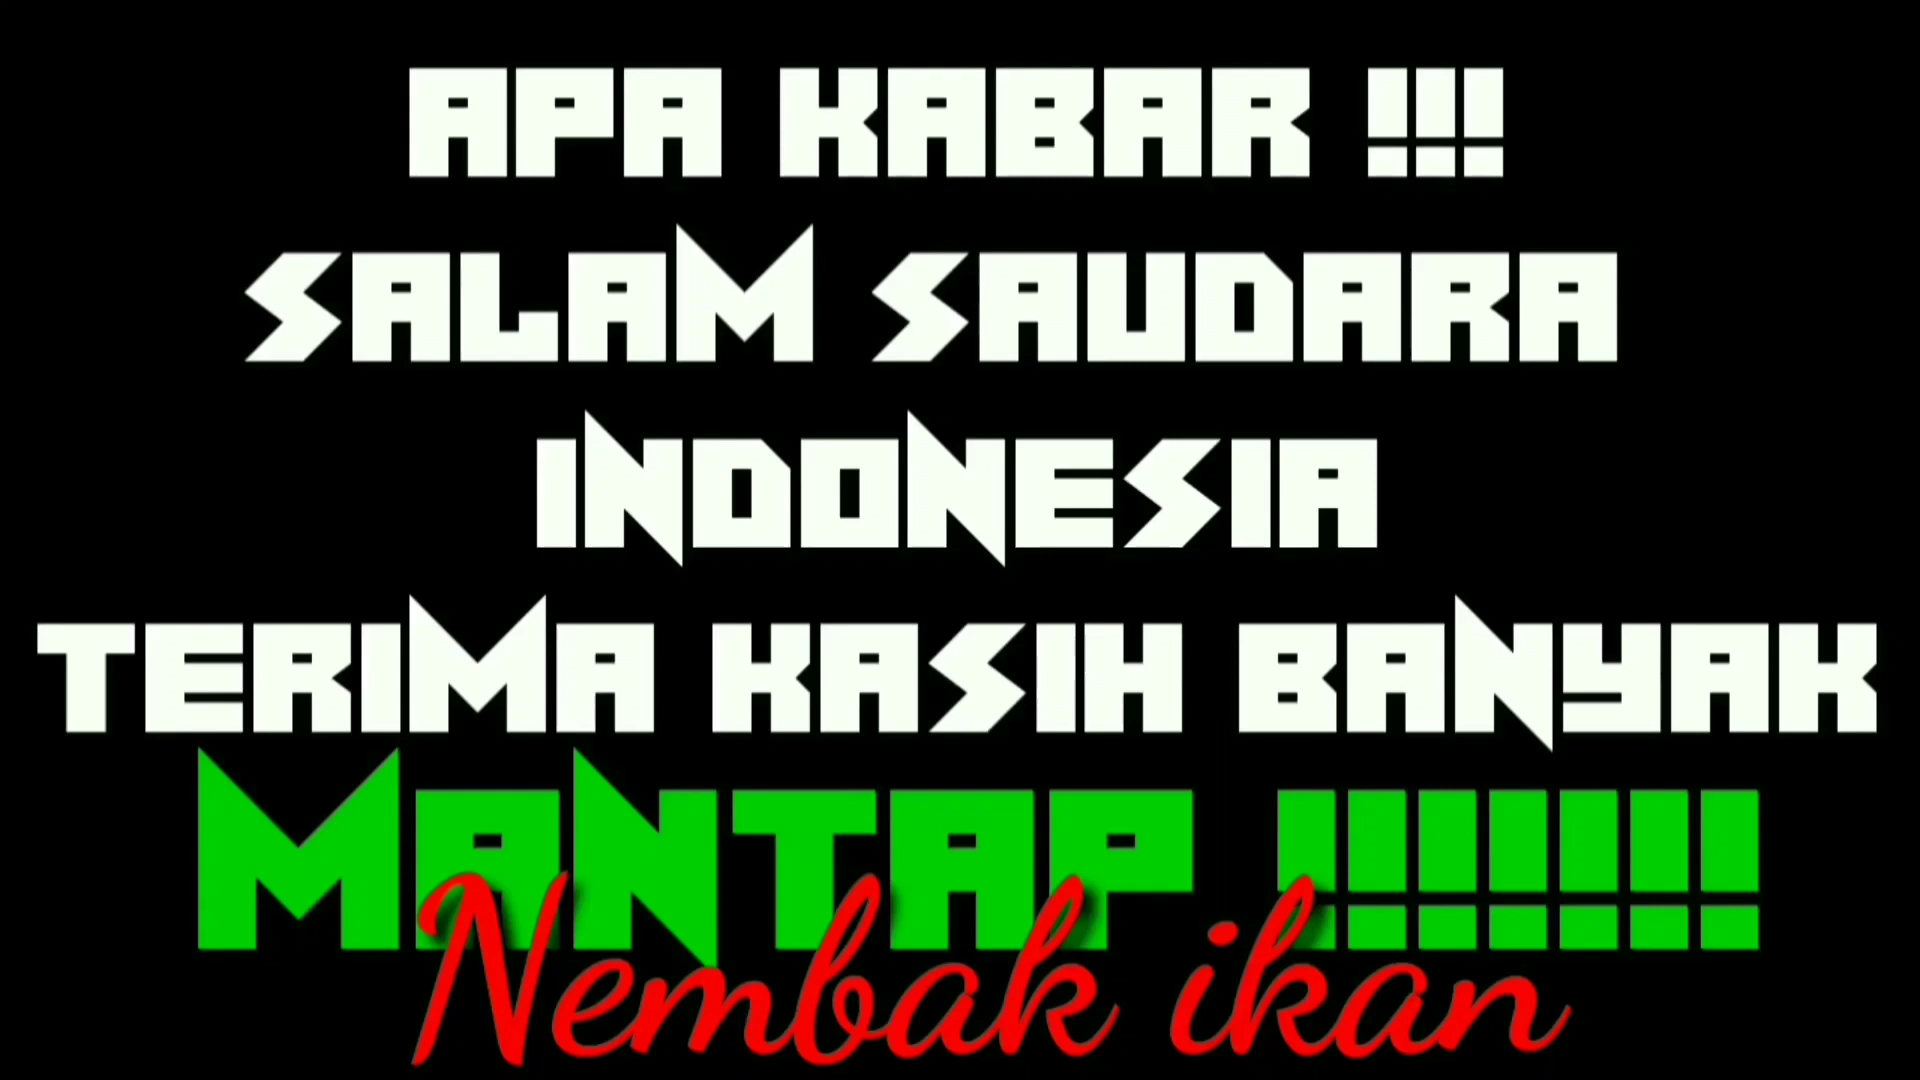 APA KABAR !!!
SALAM SAUDARA
INDONESIA
TERIMA KASIH BANYAK
MANTAP !!!!!!!
Nembak ikan